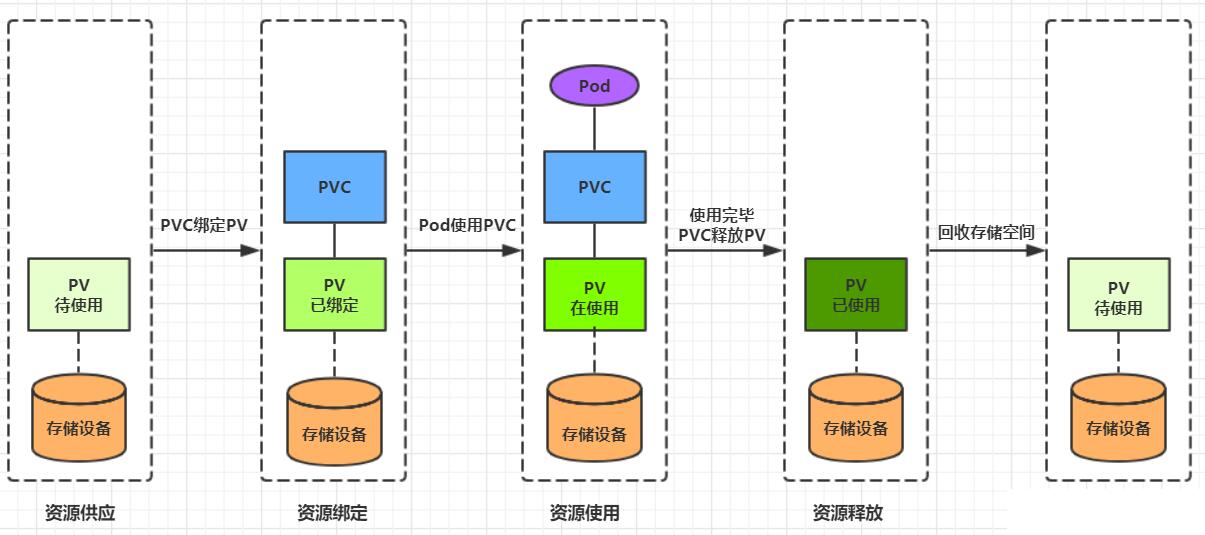 PV
待使用
存储设备
资源供应
PVC绑定PV
PVC
PV
已绑定
存储设备
资源绑定
Pod使用PVC
Pod
PVC
PV
在使用
存储设备
资源使用
使用完毕
PVC释放PV
PV
已使用
存储设备
资源释放
回收存储空间
PV
待使用
存储设备